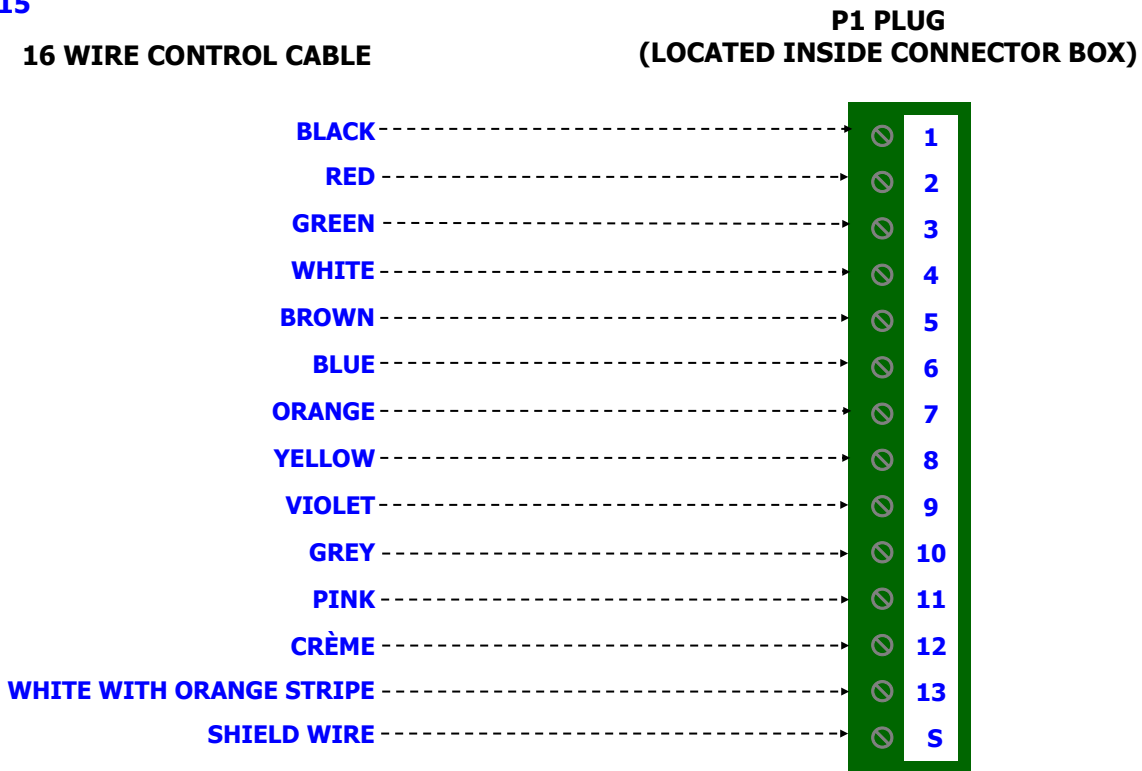 P1 PLUG
16 WIRE CONTROL CABLE (LOCATED INSIDE CONNECTOR BOX)
BLACK 1
RED 2
GREEN 3
WHITE 4
BROWN 5
BLUE 6
ORANGE 7
YELLOW 8
VIOLET 9
GREY 10
PINK 11
CRÈME 12
WHITE WITH ORANGE STRIPE 13
SHIELD WIRE S